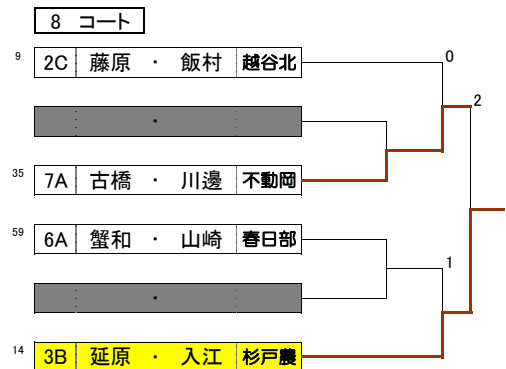 8 コート
9 2C 藤原 ・ 飯村 越谷北
0
2
・
35 7A 古橋 ・ 川邊 不動岡
59 6A 蟹和 ・ 山崎 春日部
1
・
14 3B 延原 ・ 入江 杉戸農